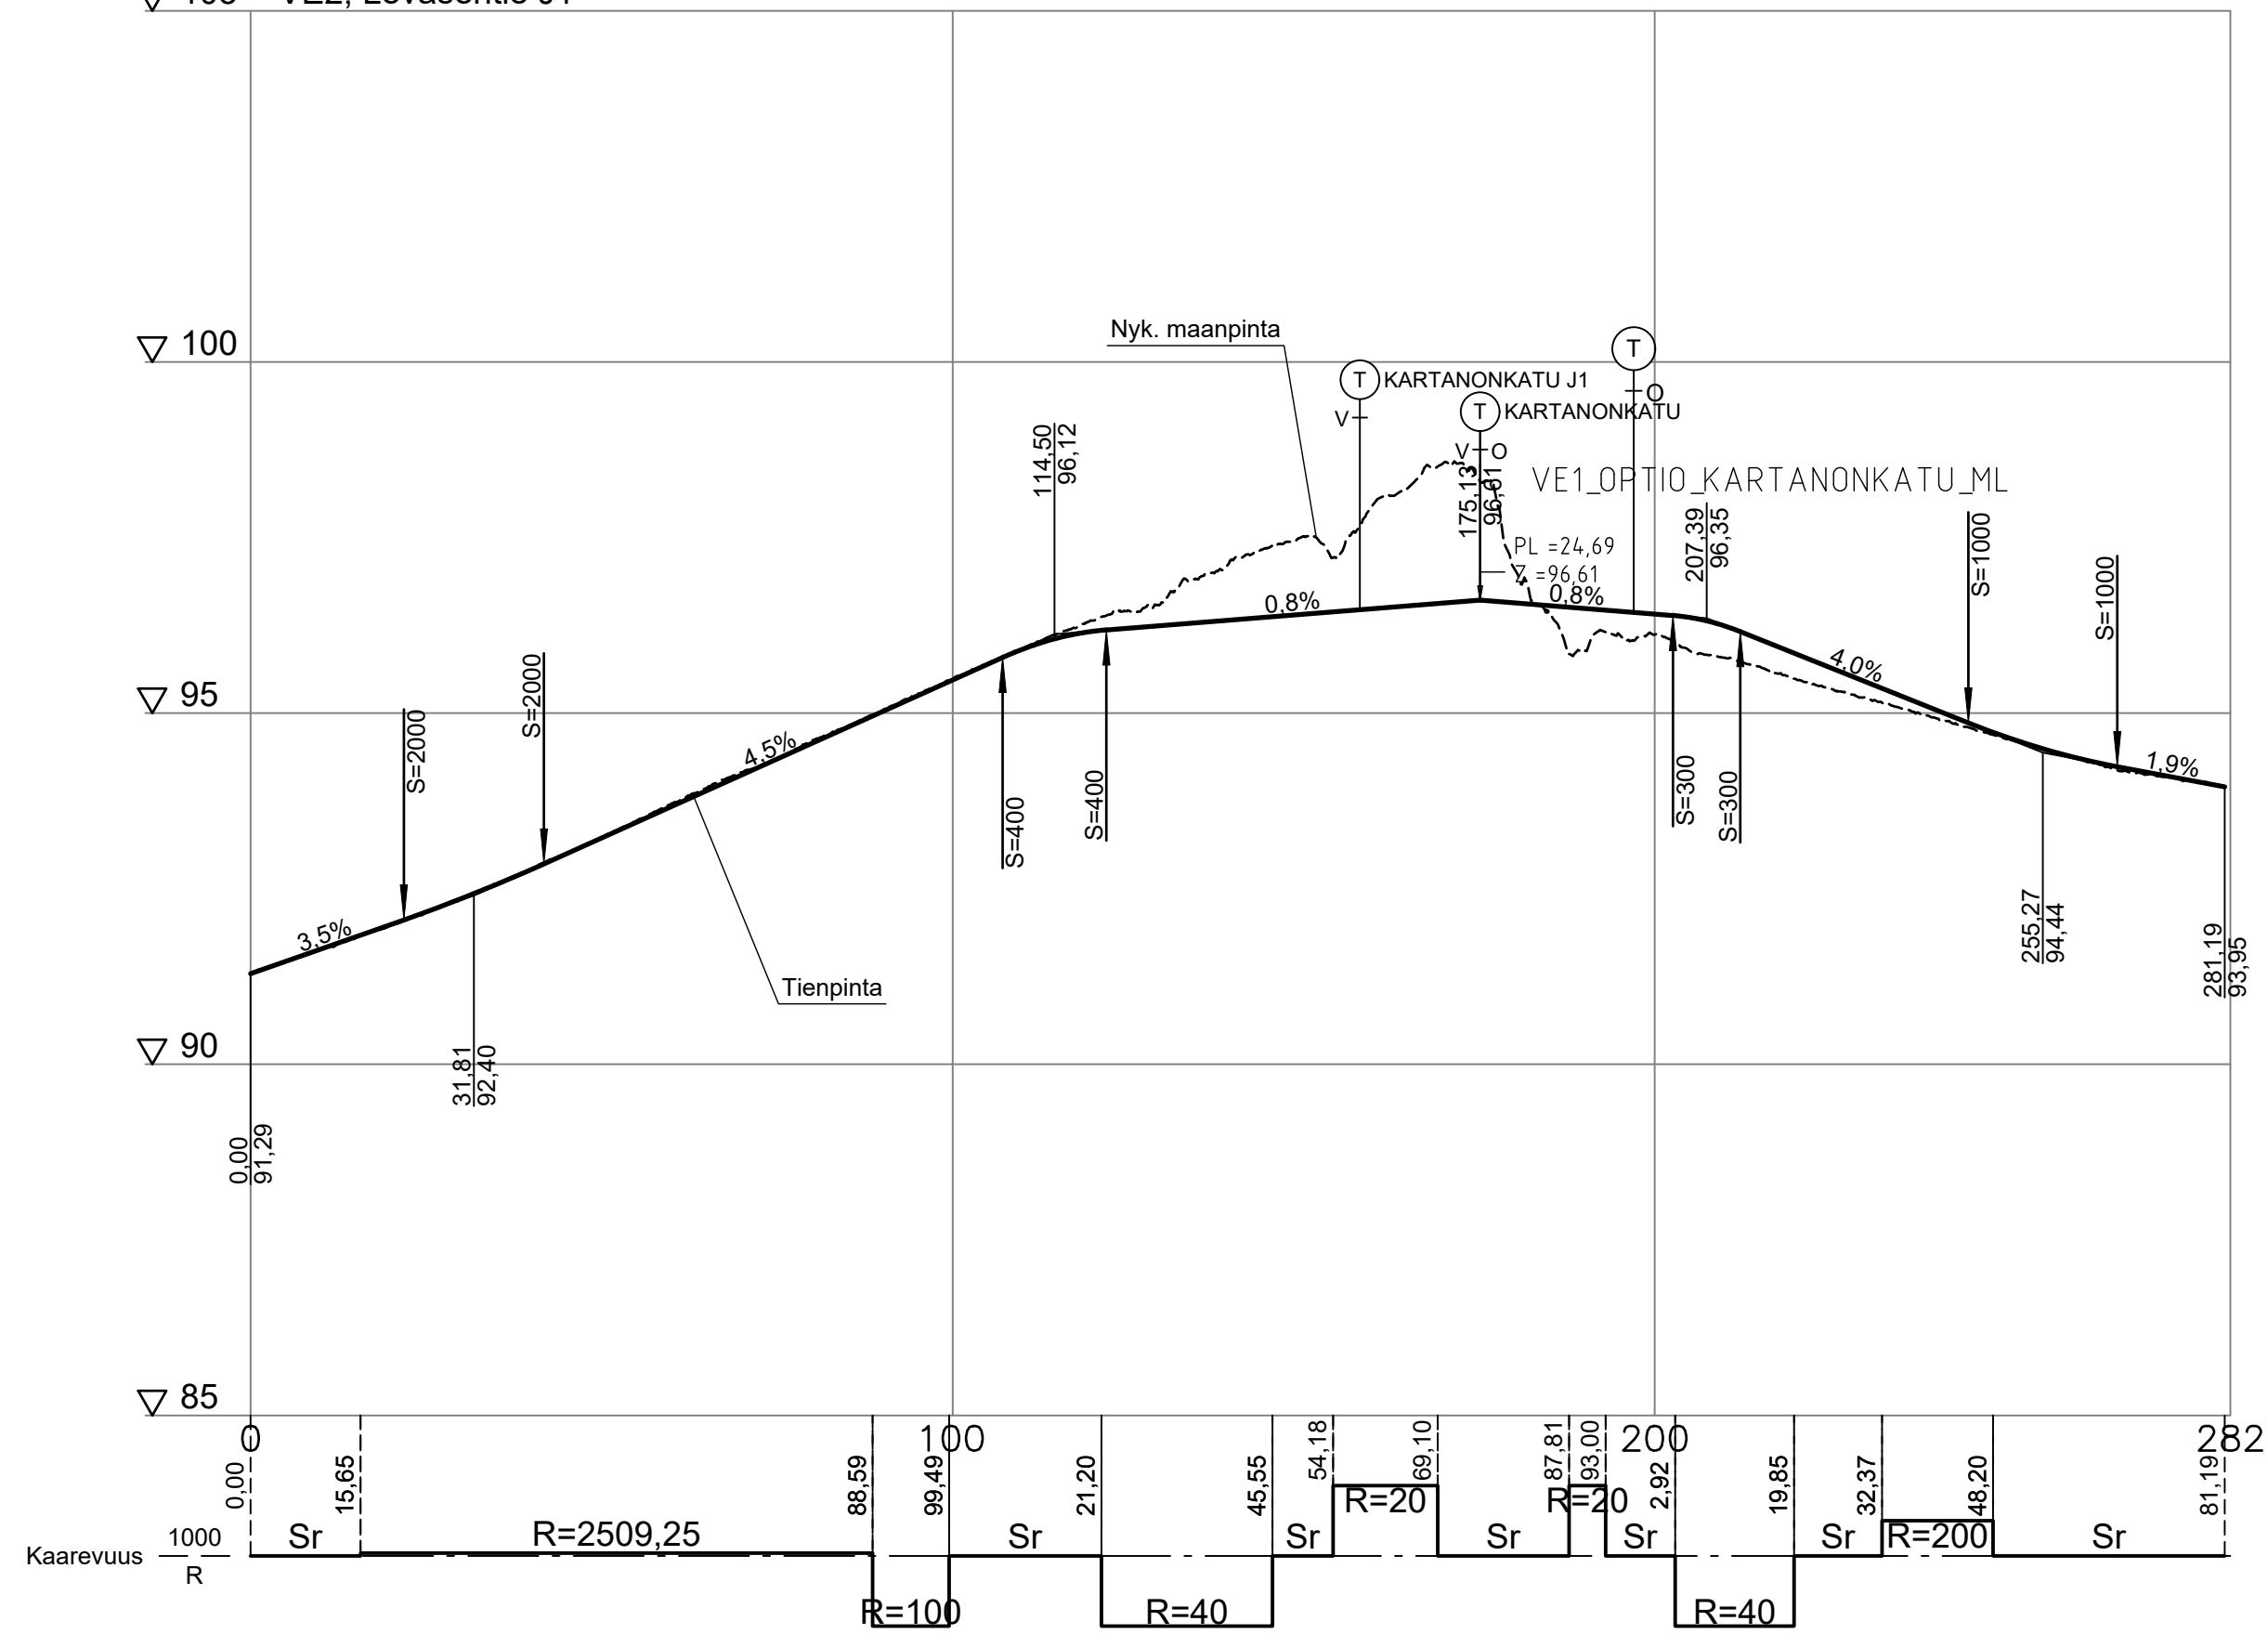 100
Nyk. maanpinta
T
T KARTANONKATU J1
O
V
T KARTANONKATU
V O
114,50
96,12
175,13
96,61
VE1_OPTIO_KARTANONKATU_ML
PL =24,69
Z =96,61
207,39
96,35
S=1000
S=1000
0,8%
0,8%
4,0%
1,9%
95
S=2000
S=2000
4,5%
S=400
S=400
S=300
S=300
3,5%
Tienpinta
255,27
94,44
281,19
93,95
90
31,81
92,40
0,00
91,29
85
0
100
200
282
0,00
15,65
88,59
99,49
21,20
45,55
54,18
69,10
87,81
93,00
2,92
19,85
32,37
48,20
81,19
Kaarevuus
1000
R
Sr
R=2509,25
R=100
Sr
R=40
Sr
R=20
Sr
R=20
Sr
R=40
Sr
R=200
Sr